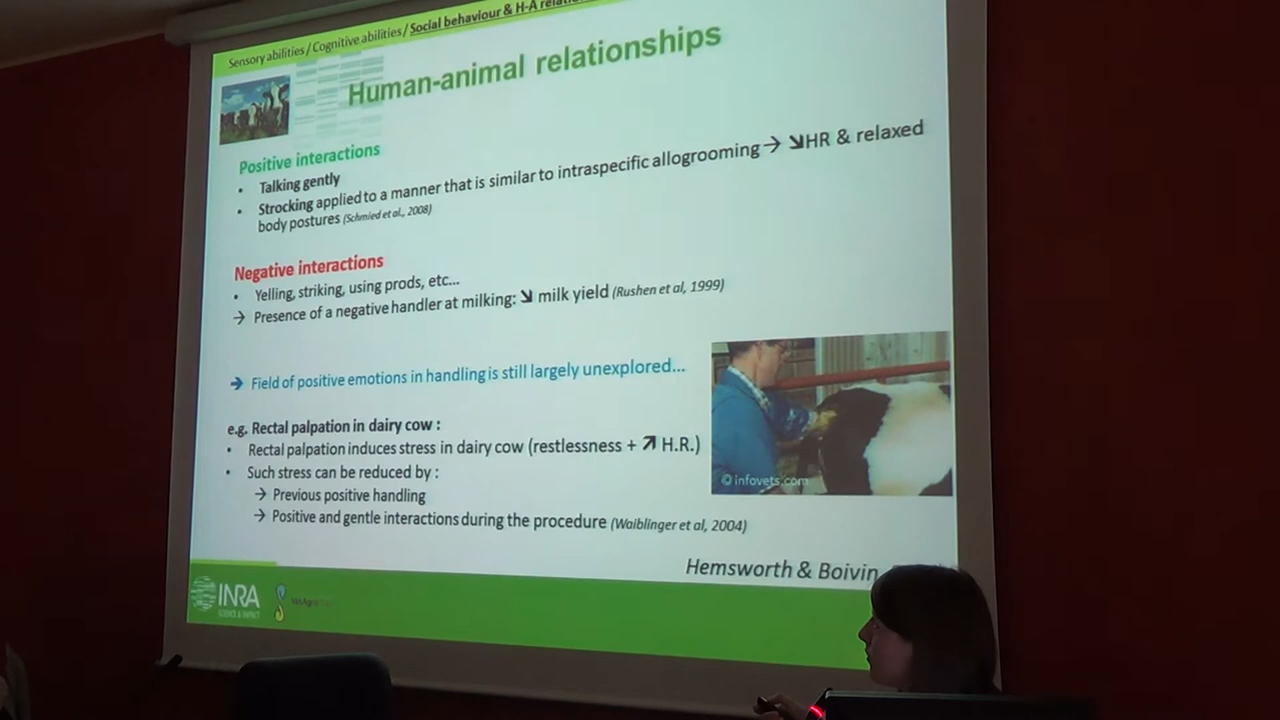 Sensory abilities / Cognitive abilities / Social behaviour & H-A
Human-animal relationships
Positive interactions
• Talking gently
• Strocking applied to a manner that is similar to intraspecific allogrooming → ↘HR & relaxed
body postures (Schmied et al., 2008)
Negative interactions
• Yelling, striking, using prods, etc...
→ Presence of a negative handler at milking: ↘ milk yield (Rushen et al, 1999)
→ Field of positive emotions in handling is still largely unexplored...
e.g. Rectal palpation in dairy cow :
• Rectal palpation induces stress in dairy cow (restlessness + ↗ H.R.)
• Such stress can be reduced by :
→ Previous positive handling
→ Positive and gentle interactions during the procedure (Waiblinger et al, 2004)
© infovets.com
Hemsworth & Boivin
INRA
SCIENCE & IMPACT